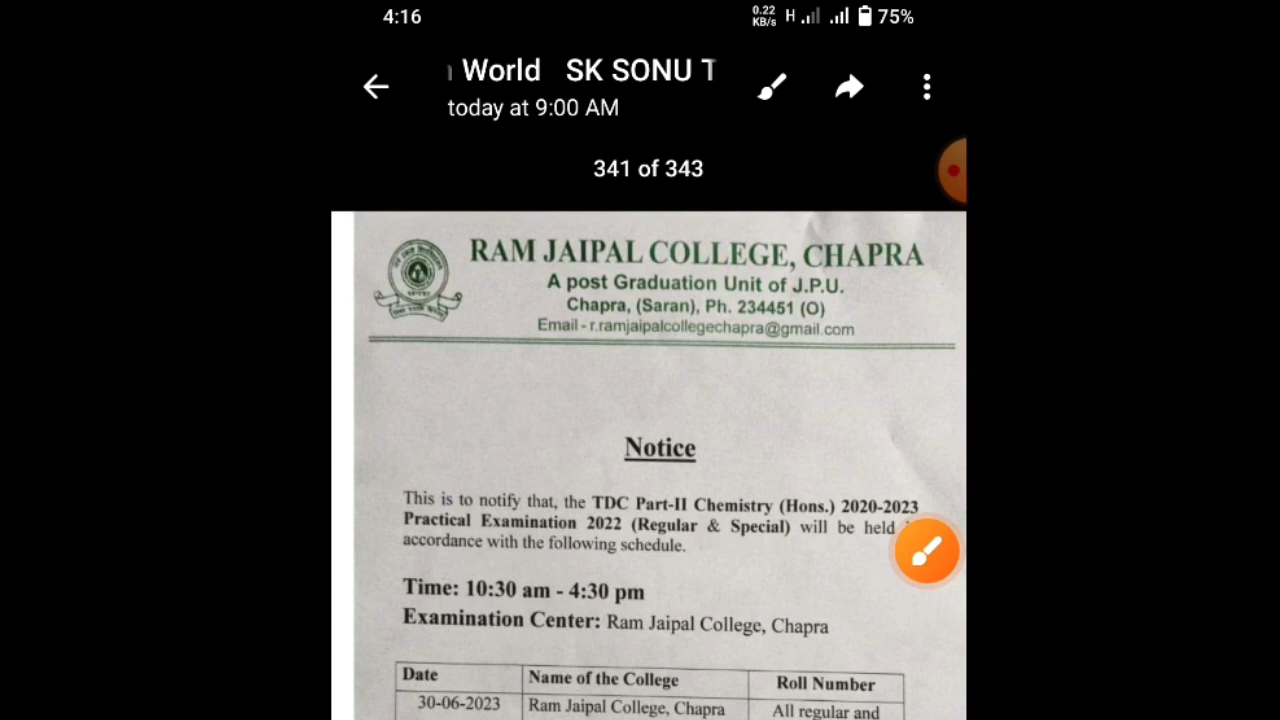 4:16
0.22 KB/s H 75%
World SK SONU T
today at 9:00 AM
341 of 343
RAM JAIPAL COLLEGE, CHAPRA
A post Graduation Unit of J.P.U.
Chapra, (Saran), Ph. 234451 (O)
Email - r.ramjaipalcollegechapra@gmail.com
Notice
This is to notify that, the TDC Part-II Chemistry (Hons.) 2020-2023
Practical Examination 2022 (Regular & Special) will be held
accordance with the following schedule.
Time: 10:30 am - 4:30 pm
Examination Center: Ram Jaipal College, Chapra
Date Name of the College Roll Number
30-06-2023 Ram Jaipal College, Chapra All regular and